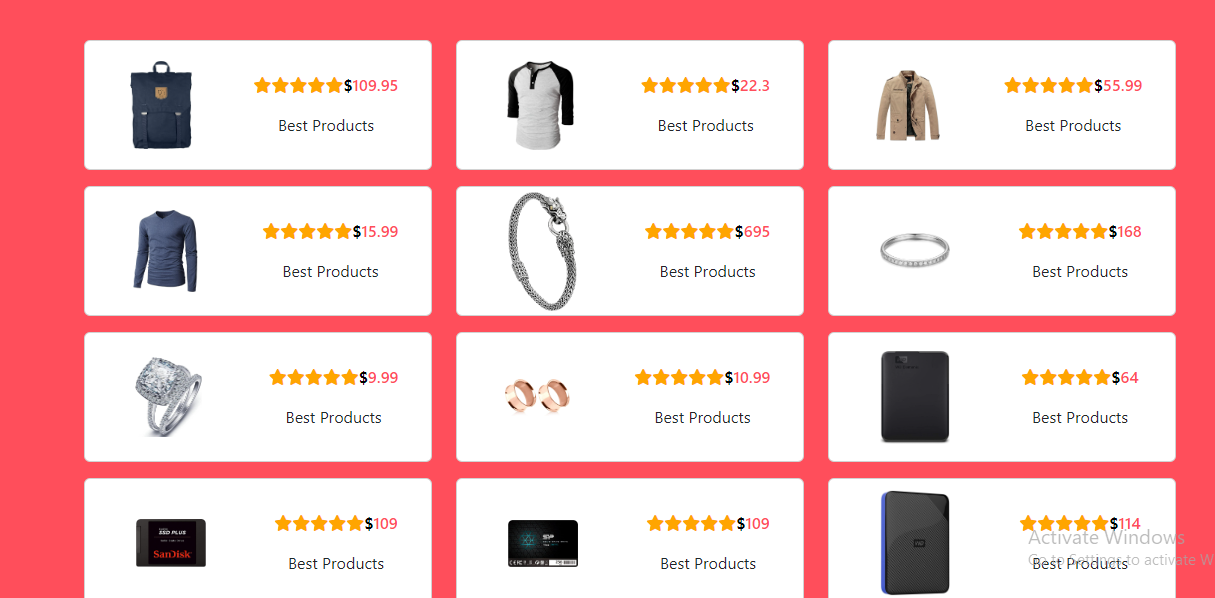 $109.95
Best Products
$22.3
Best Products
$55.99
Best Products
$15.99
Best Products
$695
Best Products
$168
Best Products
$9.99
Best Products
$10.99
Best Products
$64
Best Products
SSD PLUS
SanDisk
$109
Best Products
SP
$109
Best Products
$114
Best Products
Activate Windows
Go to Settings to activate W